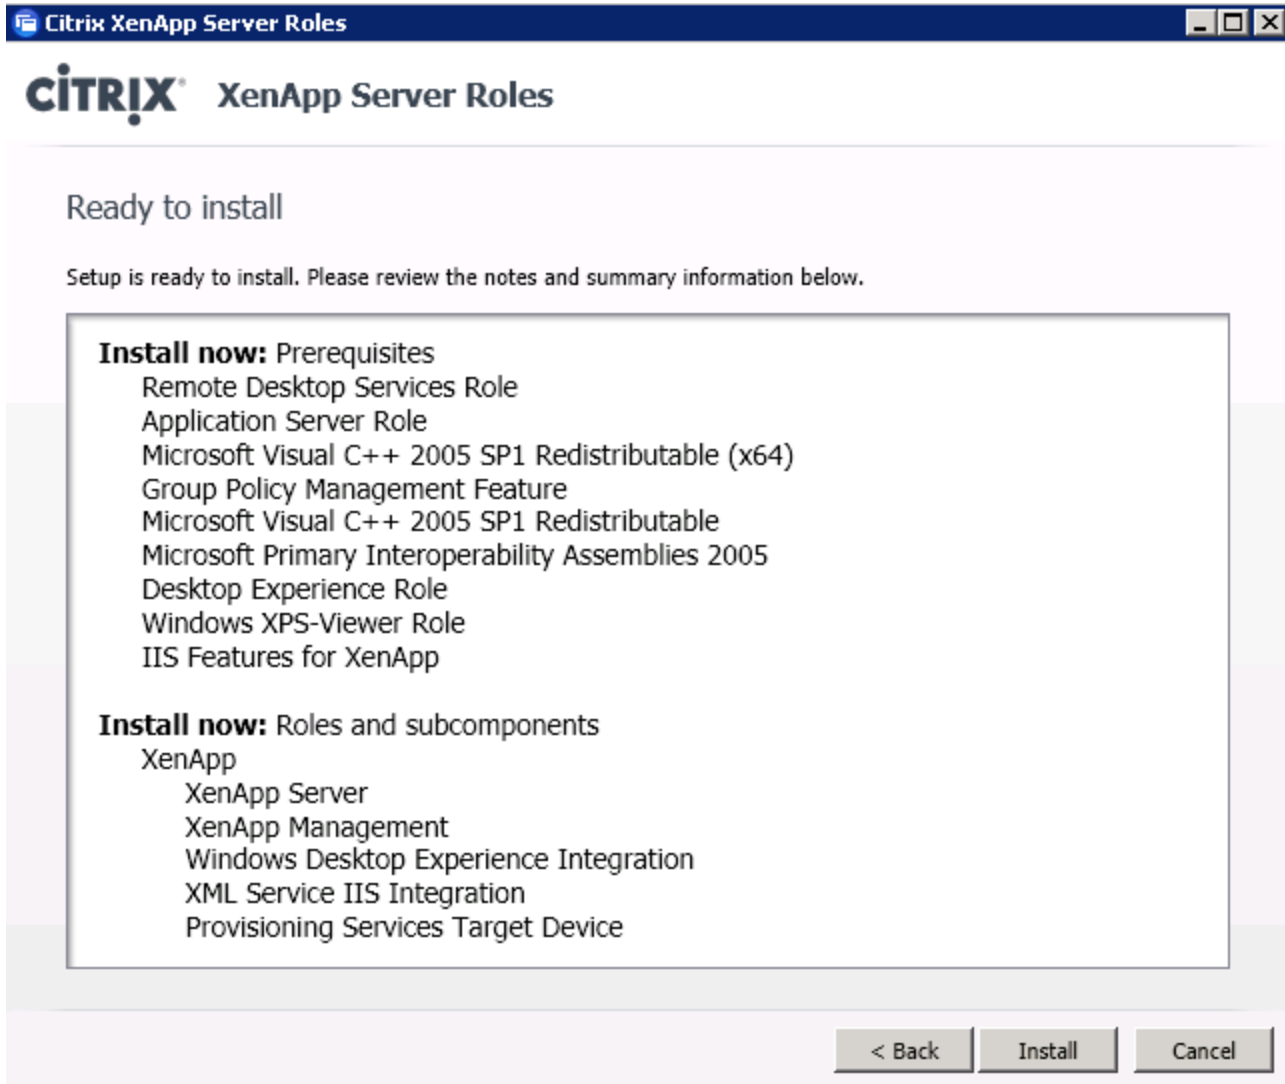 Citrix XenApp Server Roles
CiTRIX XenApp Server Roles
Ready to install
Setup is ready to install. Please review the notes and summary information below.
Install now: Prerequisites
Remote Desktop Services Role
Application Server Role
Microsoft Visual C++ 2005 SP1 Redistributable (x64)
Group Policy Management Feature
Microsoft Visual C++ 2005 SP1 Redistributable
Microsoft Primary Interoperability Assemblies 2005
Desktop Experience Role
Windows XPS-Viewer Role
IIS Features for XenApp
Install now: Roles and subcomponents
XenApp
XenApp Server
XenApp Management
Windows Desktop Experience Integration
XML Service IIS Integration
Provisioning Services Target Device
< Back Install Cancel